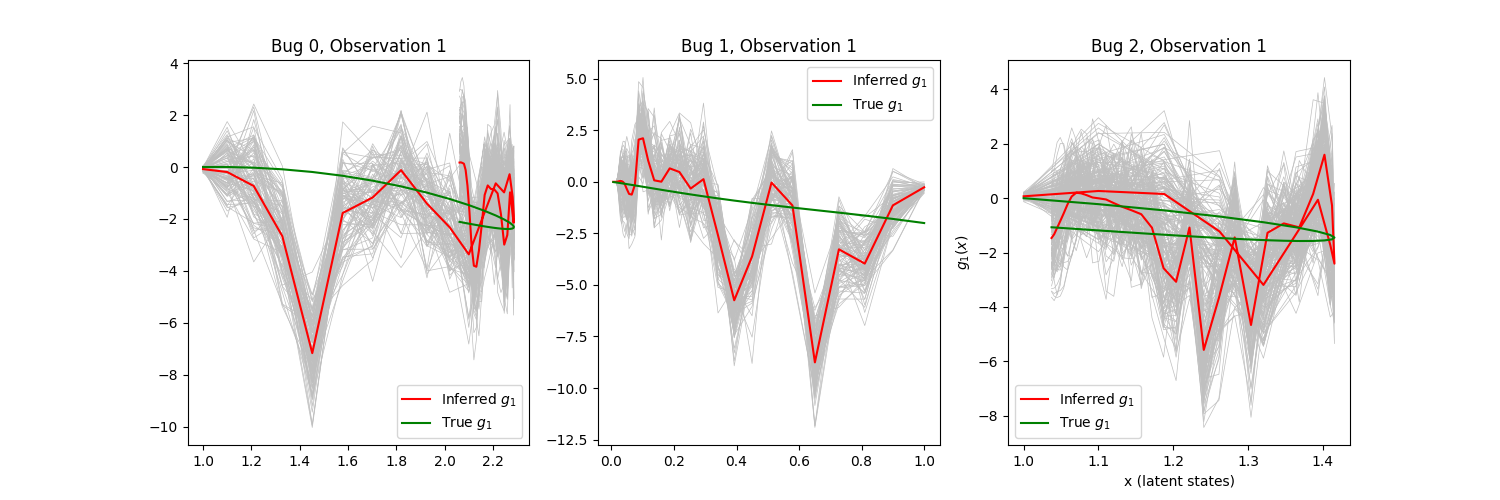 Bug 0, Observation 1
4
2
0
−2
−4
−6
−8
−10
1.0 1.2 1.4 1.6 1.8 2.0 2.2
Inferred g₁
True g₁
Bug 1, Observation 1
5.0
2.5
0.0
−2.5
−5.0
−7.5
−10.0
−12.5
0.0 0.2 0.4 0.6 0.8 1.0
Inferred g₁
True g₁
Bug 2, Observation 1
g₁(x)
4
2
0
−2
−4
−6
−8
1.0 1.1 1.2 1.3 1.4
x (latent states)
Inferred g₁
True g₁